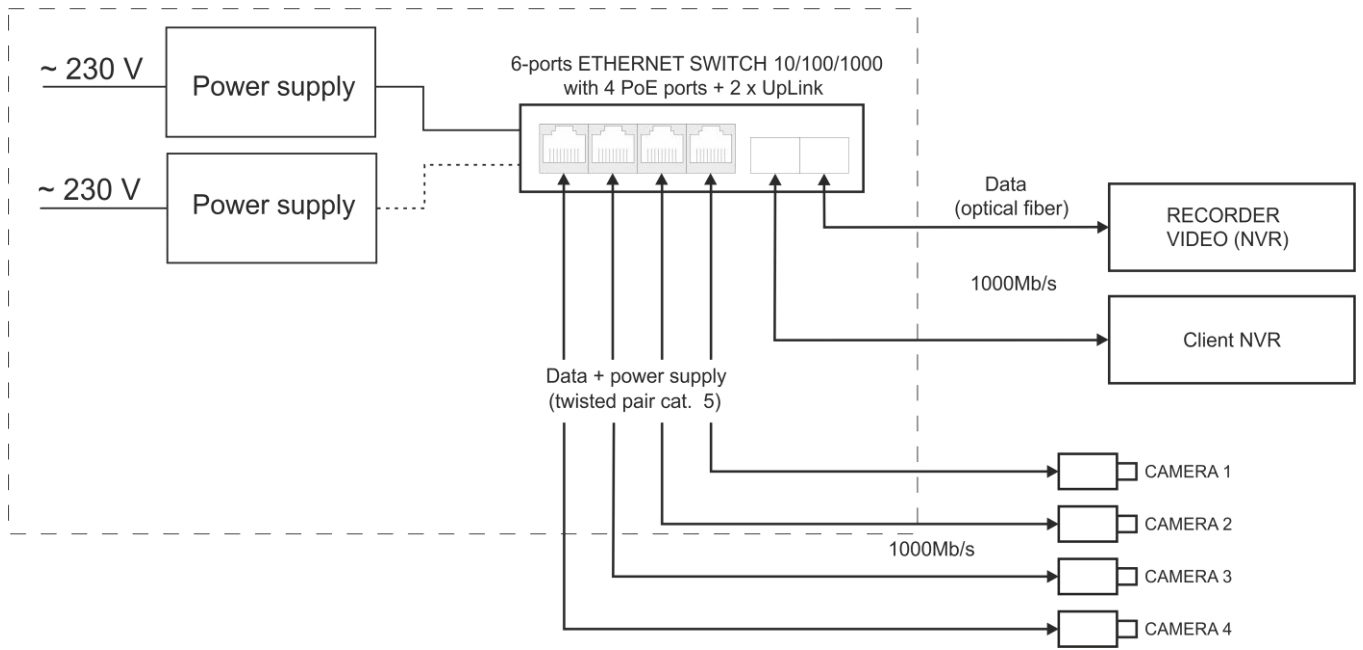 ~ 230 V
Power supply
6-ports ETHERNET SWITCH 10/100/1000
with 4 PoE ports + 2 x UpLink
~ 230 V
Power supply
Data
(optical fiber)
RECORDER
VIDEO (NVR)
1000Mb/s
Client NVR
Data + power supply
(twisted pair cat. 5)
CAMERA 1
CAMERA 2
1000Mb/s
CAMERA 3
CAMERA 4